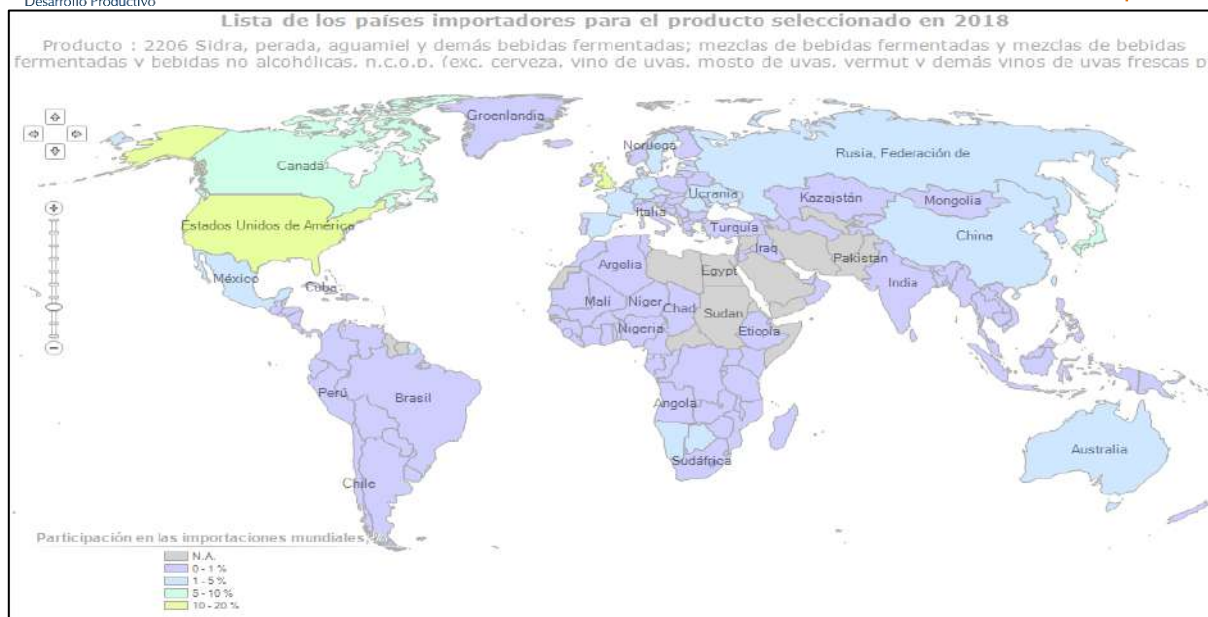 Desarrollo Productivo
Lista de los países importadores para el producto seleccionado en 2018
Producto : 2206 Sidra, perada, aguamiel y demás bebidas fermentadas; mezclas de bebidas fermentadas y mezclas de bebidas
fermentadas y bebidas no alcohólicas, n.c.o.p. (exc. cerveza, vino de uvas, mosto de uvas, vermut y demás vinos de uvas frescas p
Groenlandia
Noruega
Rusia, Federación de
Canadá
Ucrania
Kazajstán
Mongolia
Italia
Estados Unidos de América
Turquía
China
Iraq
Pakistán
Argelia
Egypt
México
Cuba
India
Malí
Níger
Chad
Sudan
Nigeria
Etiopía
Perú
Brasil
Angola
Australia
Sudáfrica
Chile
Participación en las importaciones mundiales,
N.A.
0 - 1 %
1 - 5 %
5 - 10 %
10 - 20 %